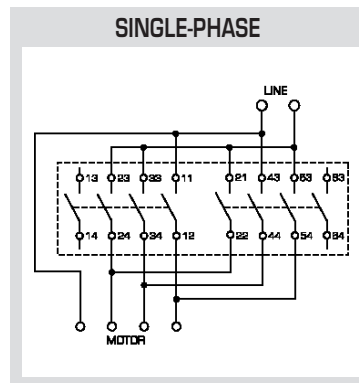 SINGLE-PHASE
LINE
13 23 33 11 21 43 53 63
14 24 34 12 22 44 54 64
MOTOR